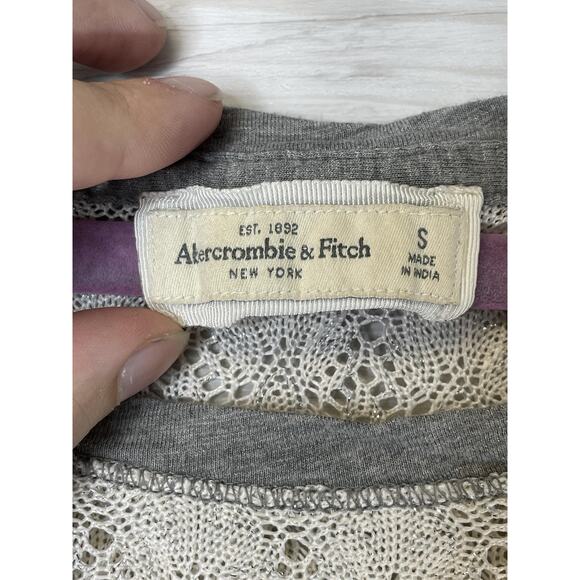 EST. 1892
Abercrombie & Fitch
NEW YORK
S
MADE
IN INDIA